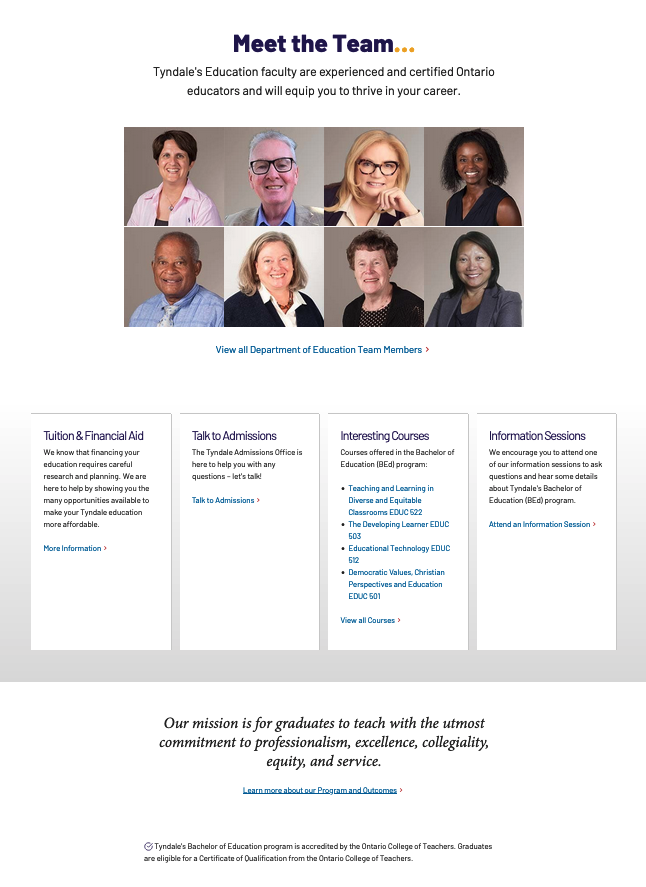 Meet the Team...
Tyndale's Education faculty are experienced and certified Ontario
educators and will equip you to thrive in your career.
View all Department of Education Team Members ›
Tuition & Financial Aid
We know that financing your
education requires careful
research and planning. We are
here to help by showing you the
many opportunities available to
make your Tyndale education
more affordable.
More Information ›
Talk to Admissions
The Tyndale Admissions Office is
here to help you with any
questions – let's talk!
Talk to Admissions ›
Interesting Courses
Courses offered in the Bachelor of
Education (BEd) program:
• Teaching and Learning in
Diverse and Equitable
Classrooms EDUC 522
• The Developing Learner EDUC
503
• Educational Technology EDUC
512
• Democratic Values, Christian
Perspectives and Education
EDUC 501
View all Courses ›
Information Sessions
We encourage you to attend one
of our information sessions to ask
questions and hear some details
about Tyndale's Bachelor of
Education (BEd) program.
Attend an Information Session ›
Our mission is for graduates to teach with the utmost
commitment to professionalism, excellence, collegiality,
equity, and service.
Learn more about our Program and Outcomes ›
Tyndale's Bachelor of Education program is accredited by the Ontario College of Teachers. Graduates
are eligible for a Certificate of Qualification from the Ontario College of Teachers.